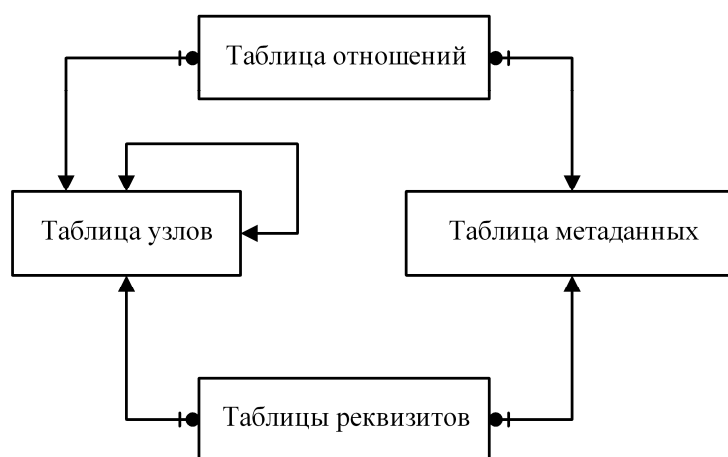 Таблица отношений
Таблица узлов
Таблица метаданных
Таблицы реквизитов